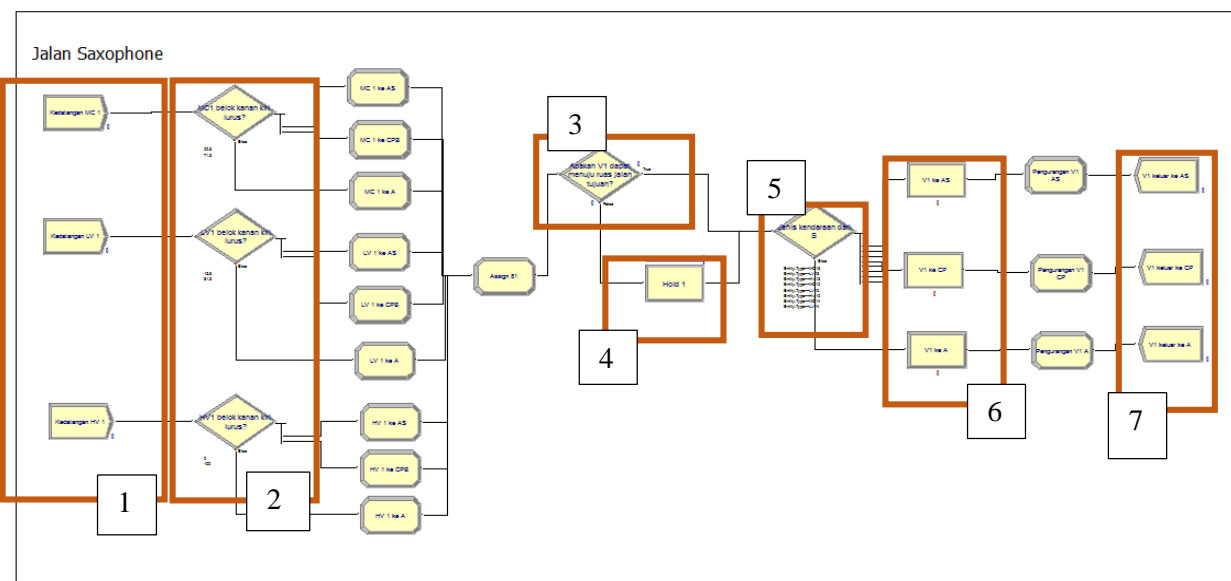 Jalan Saxophone
Kedatangan MC 1
MC1 belok kanan kiri
lurus?
False
MC 1 ke AS
MC 1 ke CPB
MC 1 ke A
Kedatangan LV 1
LV1 belok kanan kiri
lurus?
False
LV 1 ke AS
LV 1 ke CPB
LV 1 ke A
Kedatangan HV 1
HV1 belok kanan kiri
lurus?
False
HV 1 ke AS
HV 1 ke CPB
HV 1 ke A
1
2
Assign 51
3
Apakah V1 dapat
menuju ruas jalan
tujuan?
True
False
Hold 1
4
5
Jenis kendaraan dari
S
Else
V1 ke AS
V1 ke CP
V1 ke A
6
Pengurangan V1
AS
Pengurangan V1
CP
Pengurangan V1 A
V1 keluar ke AS
V1 keluar ke CP
V1 keluar ke A
7